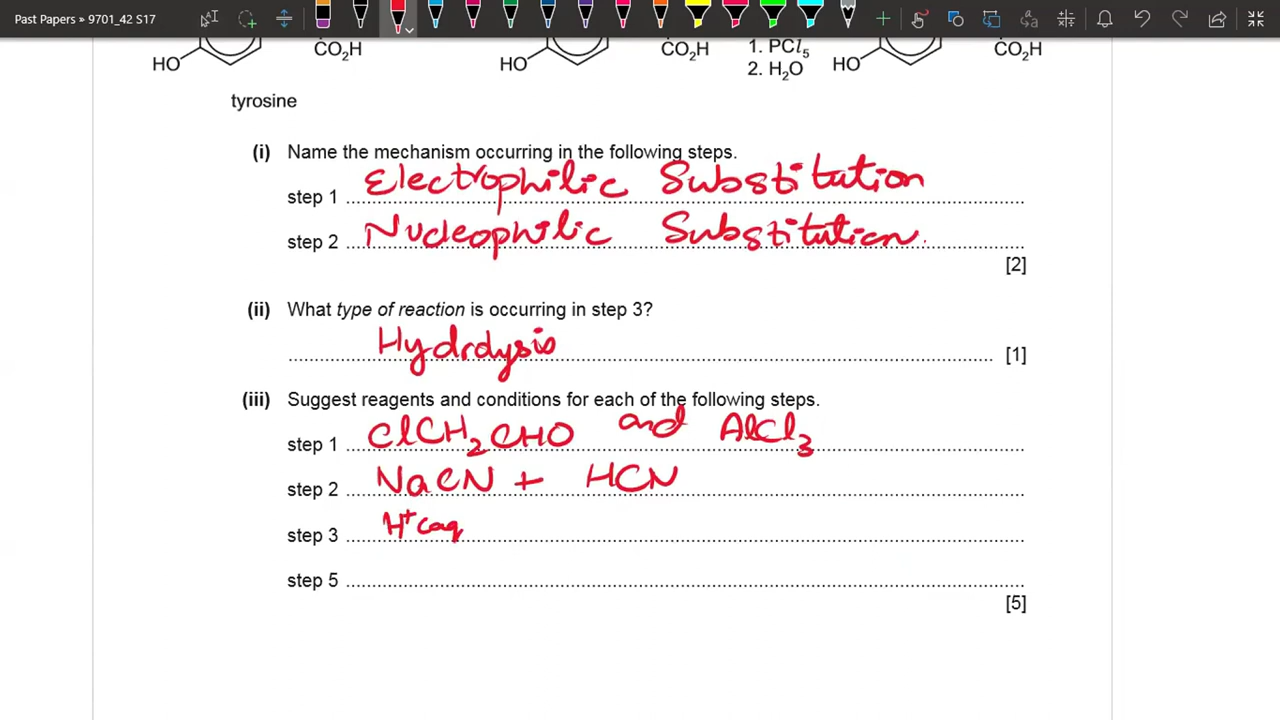 Past Papers » 9701_42 S17
HO CO₂H HO CO₂H 1. PCl₅ HO CO₂H
2. H₂O
tyrosine
(i) Name the mechanism occurring in the following steps.
step 1 Electrophilic Substitution
step 2 Nucleophilic Substitution.
[2]
(ii) What type of reaction is occurring in step 3?
Hydrolysis [1]
(iii) Suggest reagents and conditions for each of the following steps.
step 1 ClCH₂CHO and AlCl₃
step 2 NaCN + HCN
step 3 H⁺(aq
step 5
[5]